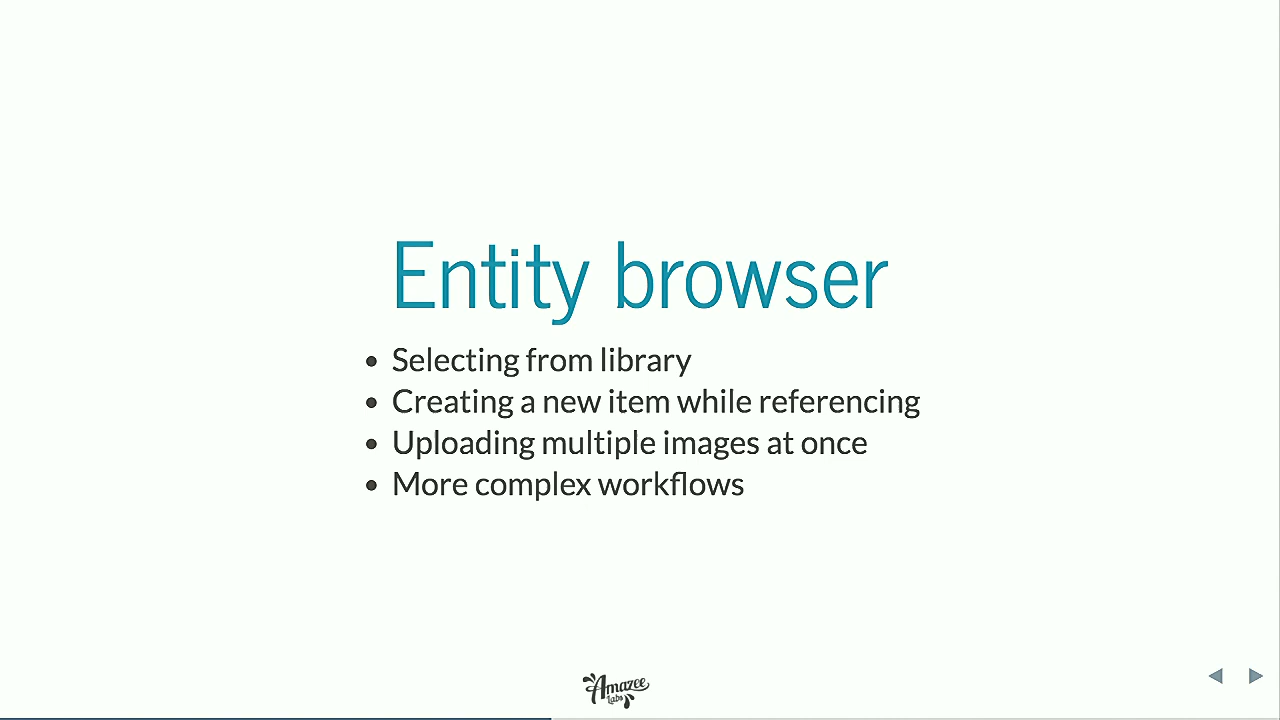 Entity browser
Selecting from library
Creating a new item while referencing
Uploading multiple images at once
More complex workflows
Amazee
Labs